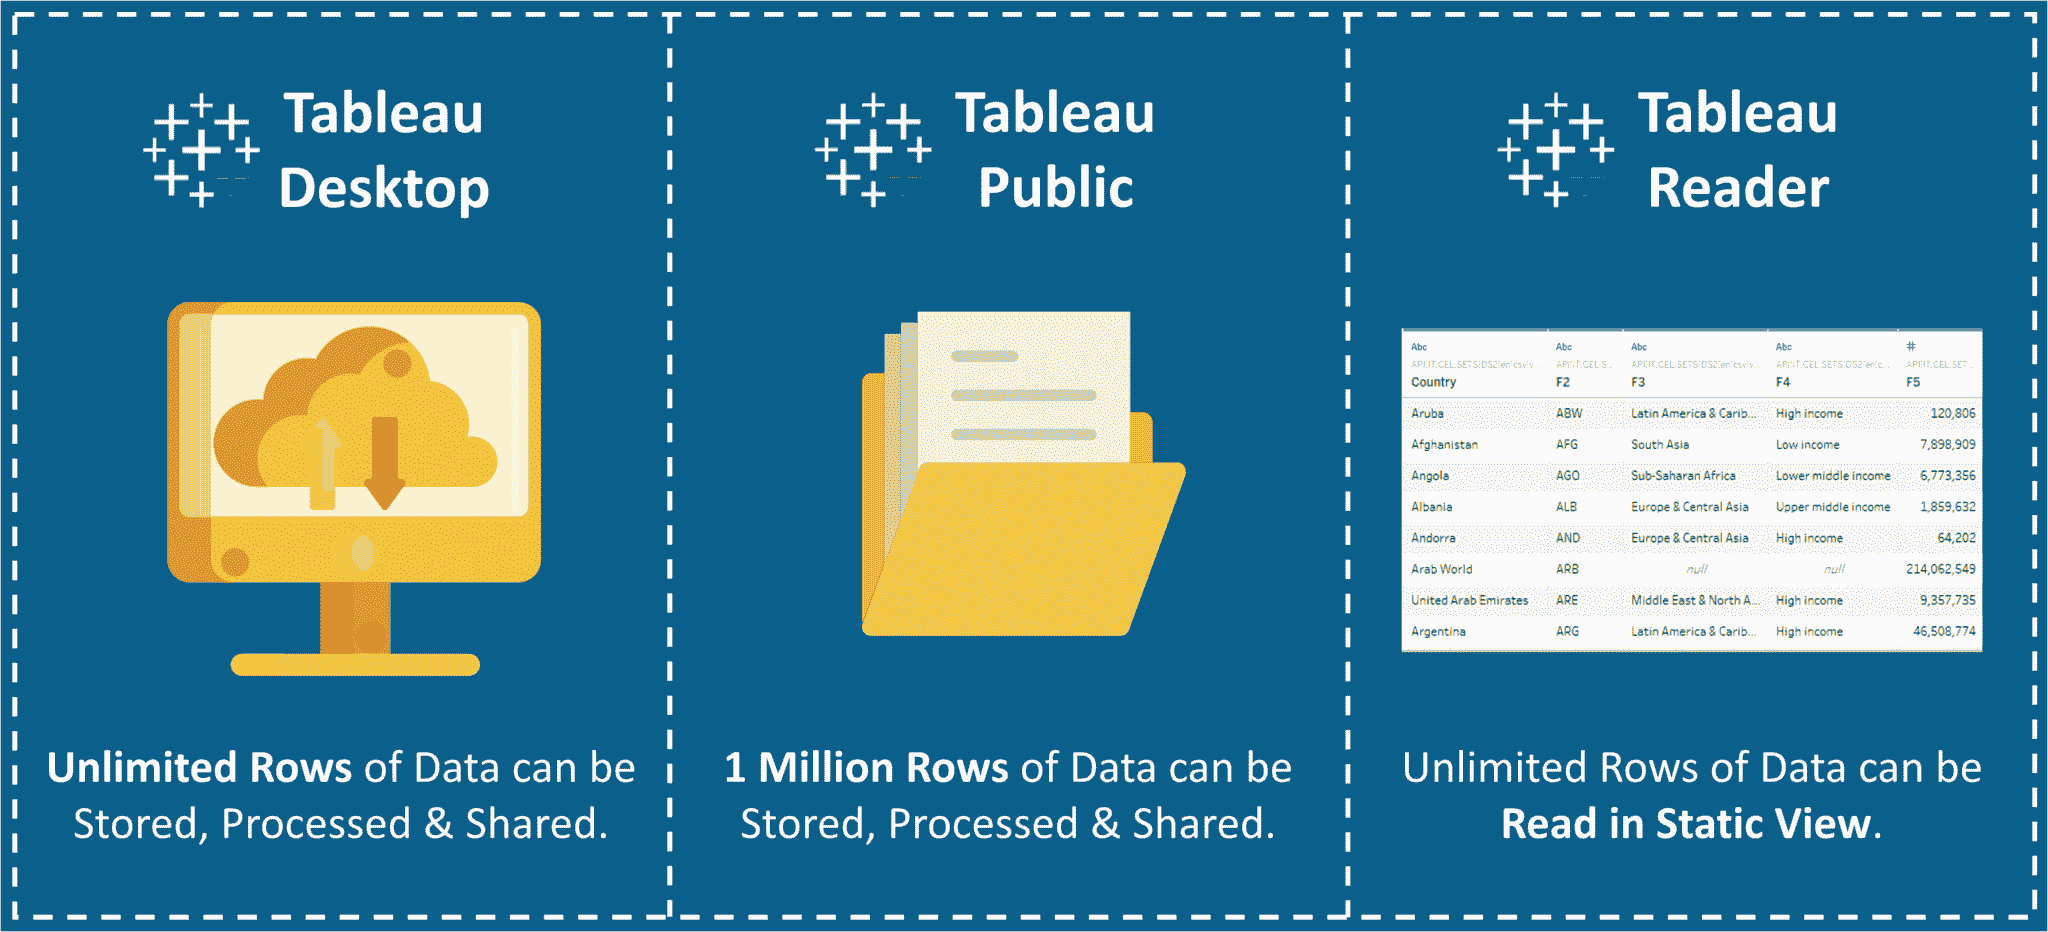 Tableau
Desktop
Unlimited Rows of Data can be
Stored, Processed & Shared.
Tableau
Public
1 Million Rows of Data can be
Stored, Processed & Shared.
Tableau
Reader
Abc Abc Abc Abc #
Country F2 F3 F4 F5
Aruba ABW Latin America & Carib... High income 120,806
Afghanistan AFG South Asia Low income 7,898,909
Angola AGO Sub-Saharan Africa Lower middle income 6,773,356
Albania ALB Europe & Central Asia Upper middle income 1,859,632
Andorra AND Europe & Central Asia High income 64,202
Arab World ARB null null 214,062,549
United Arab Emirates ARE Middle East & North A... High income 9,357,735
Argentina ARG Latin America & Carib... High income 46,508,774
Unlimited Rows of Data can be
Read in Static View.